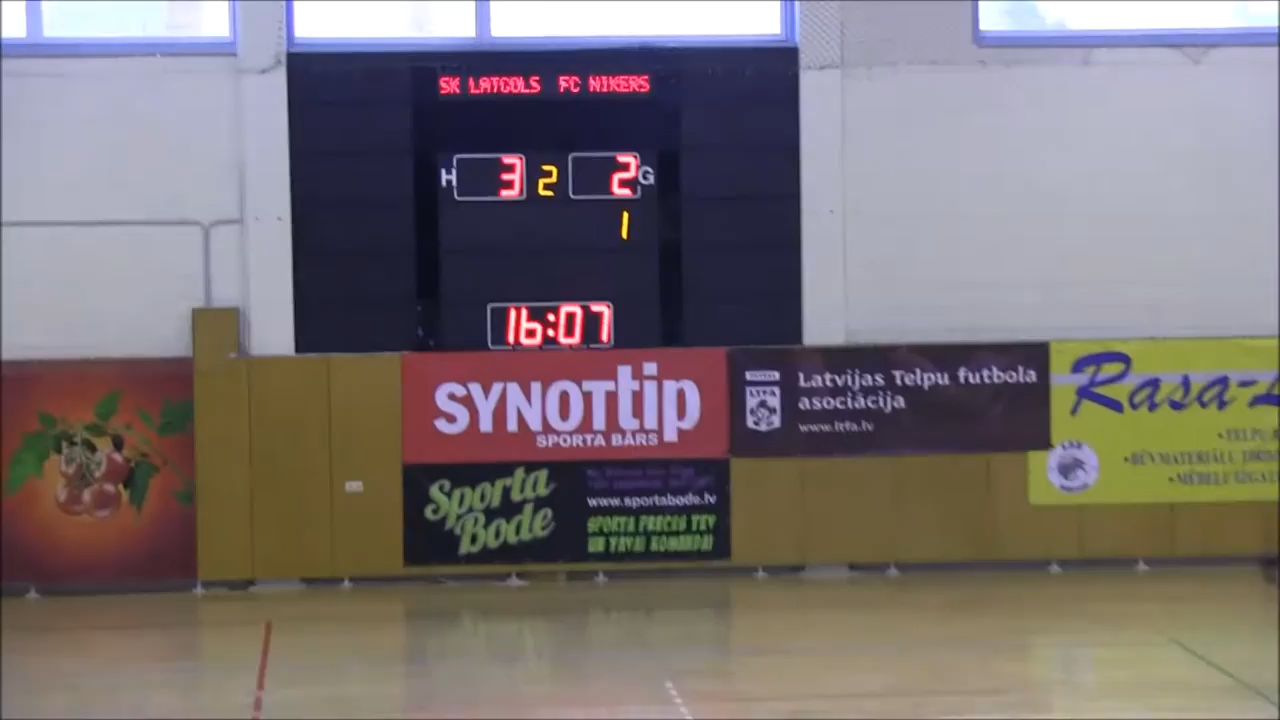 SK LATGOLS FC NIKERS
H 3 2 2 G
1
16:07
SYNOTtip
SPORTA BĀRS
Latvijas Telpu futbola
asociācija
www.ltfa.lv
LTFA
Rasa-
Sporta
Bode
www.sportabode.lv
SPORTA PRECES TEV
UN TAVAI KOMANDAI